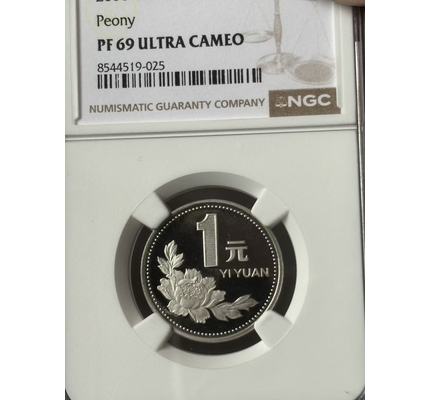 Peony
PF 69 ULTRA CAMEO
8544519-025
NUMISMATIC GUARANTY COMPANY
NGC
1元
YI YUAN